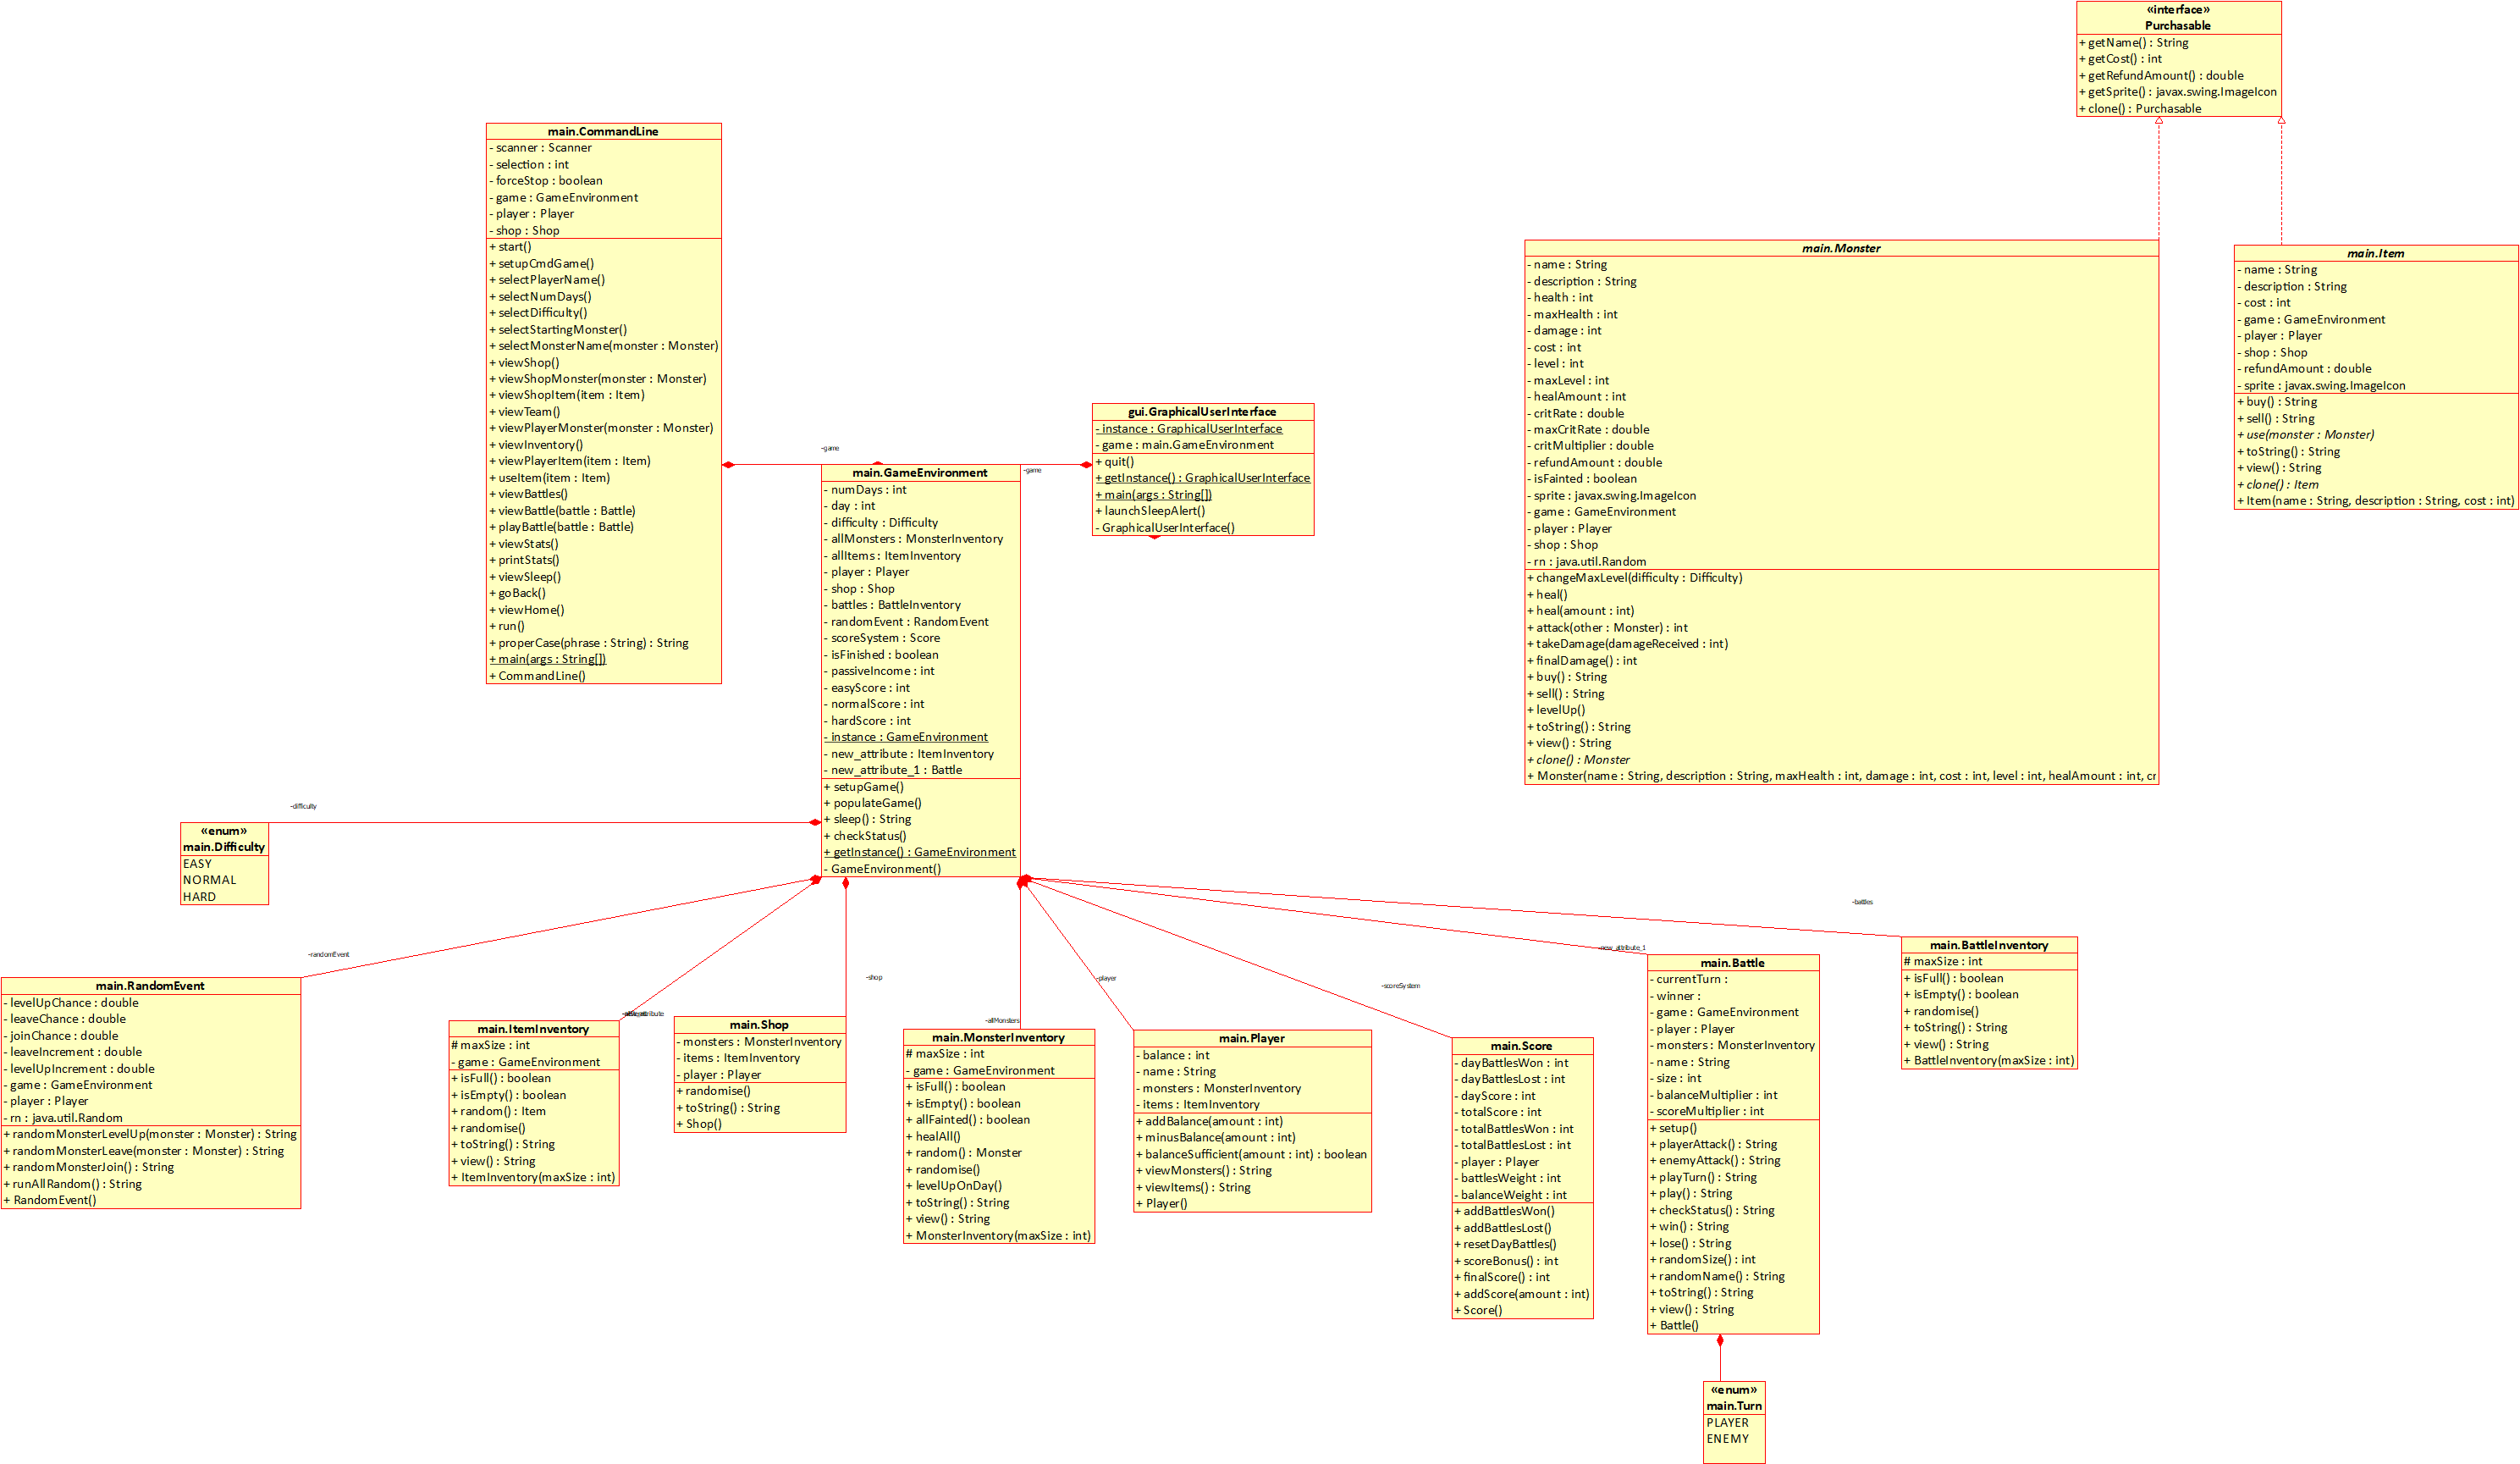 «interface»
Purchasable
+ getName() : String
+ getCost() : int
+ getRefundAmount() : double
+ getSprite() : javax.swing.ImageIcon
+ clone() : Purchasable
main.CommandLine
- scanner : Scanner
- selection : int
- forceStop : boolean
- game : GameEnvironment
- player : Player
- shop : Shop
+ start()
+ setupCmdGame()
+ selectPlayerName()
+ selectNumDays()
+ selectDifficulty()
+ selectStartingMonster()
+ selectMonsterName(monster : Monster)
+ viewShop()
+ viewShopMonster(monster : Monster)
+ viewShopItem(item : Item)
+ viewTeam()
+ viewPlayerMonster(monster : Monster)
+ viewInventory()
+ viewPlayerItem(item : Item)
+ useItem(item : Item)
+ viewBattles()
+ viewBattle(battle : Battle)
+ playBattle(battle : Battle)
+ viewStats()
+ printStats()
+ viewSleep()
+ goBack()
+ viewHome()
+ run()
+ properCase(phrase : String) : String
+ main(args : String[])
+ CommandLine()
main.Monster
- name : String
- description : String
- health : int
- maxHealth : int
- damage : int
- cost : int
- level : int
- maxLevel : int
- healAmount : int
- critRate : double
- maxCritRate : double
- critMultiplier : double
- refundAmount : double
- isFainted : boolean
- sprite : javax.swing.ImageIcon
- game : GameEnvironment
- player : Player
- shop : Shop
- rn : java.util.Random
+ changeMaxLevel(difficulty : Difficulty)
+ heal()
+ heal(amount : int)
+ attack(other : Monster) : int
+ takeDamage(damageReceived : int)
+ finalDamage() : int
+ buy() : String
+ sell() : String
+ levelUp()
+ toString() : String
+ view() : String
+ clone() : Monster
+ Monster(name : String, description : String, maxHealth : int, damage : int, cost : int, level : int, healAmount : int, cr
main.Item
- name : String
- description : String
- cost : int
- game : GameEnvironment
- player : Player
- shop : Shop
- refundAmount : double
- sprite : javax.swing.ImageIcon
+ buy() : String
+ sell() : String
+ use(monster : Monster)
+ toString() : String
+ view() : String
+ clone() : Item
+ Item(name : String, description : String, cost : int)
gui.GraphicalUserInterface
- instance : GraphicalUserInterface
- game : main.GameEnvironment
+ quit()
+ getInstance() : GraphicalUserInterface
+ main(args : String[])
+ launchSleepAlert()
- GraphicalUserInterface()
-game
-game
main.GameEnvironment
- numDays : int
- day : int
- difficulty : Difficulty
- allMonsters : MonsterInventory
- allItems : ItemInventory
- player : Player
- shop : Shop
- battles : BattleInventory
- randomEvent : RandomEvent
- scoreSystem : Score
- isFinished : boolean
- passiveIncome : int
- easyScore : int
- normalScore : int
- hardScore : int
- instance : GameEnvironment
- new_attribute : ItemInventory
- new_attribute_1 : Battle
+ setupGame()
+ populateGame()
+ sleep() : String
+ checkStatus()
+ getInstance() : GameEnvironment
- GameEnvironment()
-difficulty
«enum»
main.Difficulty
EASY
NORMAL
HARD
-randomEvent
-shop
-allMonsters
-player
-scoreSystem
-new_attribute_1
-battles
main.RandomEvent
- levelUpChance : double
- leaveChance : double
- joinChance : double
- leaveIncrement : double
- levelUpIncrement : double
- game : GameEnvironment
- player : Player
- rn : java.util.Random
+ randomMonsterLevelUp(monster : Monster) : String
+ randomMonsterLeave(monster : Monster) : String
+ randomMonsterJoin() : String
+ runAllRandom() : String
+ RandomEvent()
main.ItemInventory
# maxSize : int
- game : GameEnvironment
+ isFull() : boolean
+ isEmpty() : boolean
+ random() : Item
+ randomise()
+ toString() : String
+ view() : String
+ ItemInventory(maxSize : int)
main.Shop
- monsters : MonsterInventory
- items : ItemInventory
- player : Player
+ randomise()
+ toString() : String
+ Shop()
main.MonsterInventory
# maxSize : int
- game : GameEnvironment
+ isFull() : boolean
+ isEmpty() : boolean
+ allFainted() : boolean
+ healAll()
+ random() : Monster
+ randomise()
+ levelUpOnDay()
+ toString() : String
+ view() : String
+ MonsterInventory(maxSize : int)
main.Player
- balance : int
- name : String
- monsters : MonsterInventory
- items : ItemInventory
+ addBalance(amount : int)
+ minusBalance(amount : int)
+ balanceSufficient(amount : int) : boolean
+ viewMonsters() : String
+ viewItems() : String
+ Player()
main.Score
- dayBattlesWon : int
- dayBattlesLost : int
- dayScore : int
- totalScore : int
- totalBattlesWon : int
- totalBattlesLost : int
- player : Player
- battlesWeight : int
- balanceWeight : int
+ addBattlesWon()
+ addBattlesLost()
+ resetDayBattles()
+ scoreBonus() : int
+ finalScore() : int
+ addScore(amount : int)
+ Score()
main.Battle
- currentTurn :
- winner :
- game : GameEnvironment
- player : Player
- monsters : MonsterInventory
- name : String
- size : int
- balanceMultiplier : int
- scoreMultiplier : int
+ setup()
+ playerAttack() : String
+ enemyAttack() : String
+ playTurn() : String
+ play() : String
+ checkStatus() : String
+ win() : String
+ lose() : String
+ randomSize() : int
+ randomName() : String
+ toString() : String
+ view() : String
+ Battle()
main.BattleInventory
# maxSize : int
+ isFull() : boolean
+ isEmpty() : boolean
+ randomise()
+ toString() : String
+ view() : String
+ BattleInventory(maxSize : int)
«enum»
main.Turn
PLAYER
ENEMY